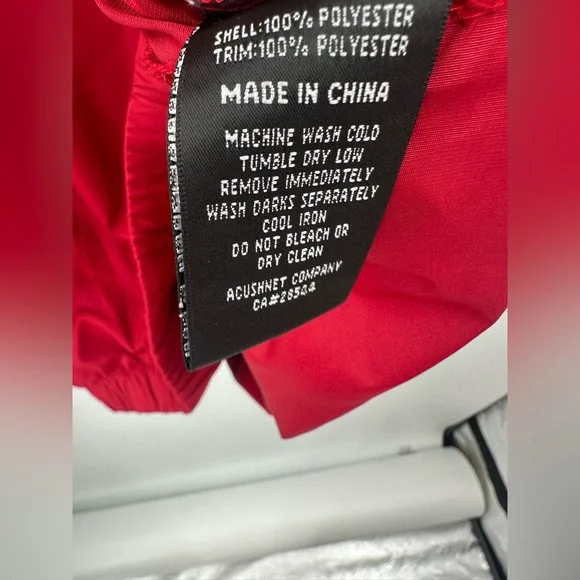 SHELL:100% POLYESTER
TRIM:100% POLYESTER
MADE IN CHINA
MACHINE WASH COLD
TUMBLE DRY LOW
REMOVE IMMEDIATELY
WASH DARKS SEPARATELY
COOL IRON
DO NOT BLEACH OR
DRY CLEAN
ACUSHNET COMPANY
CA#28544